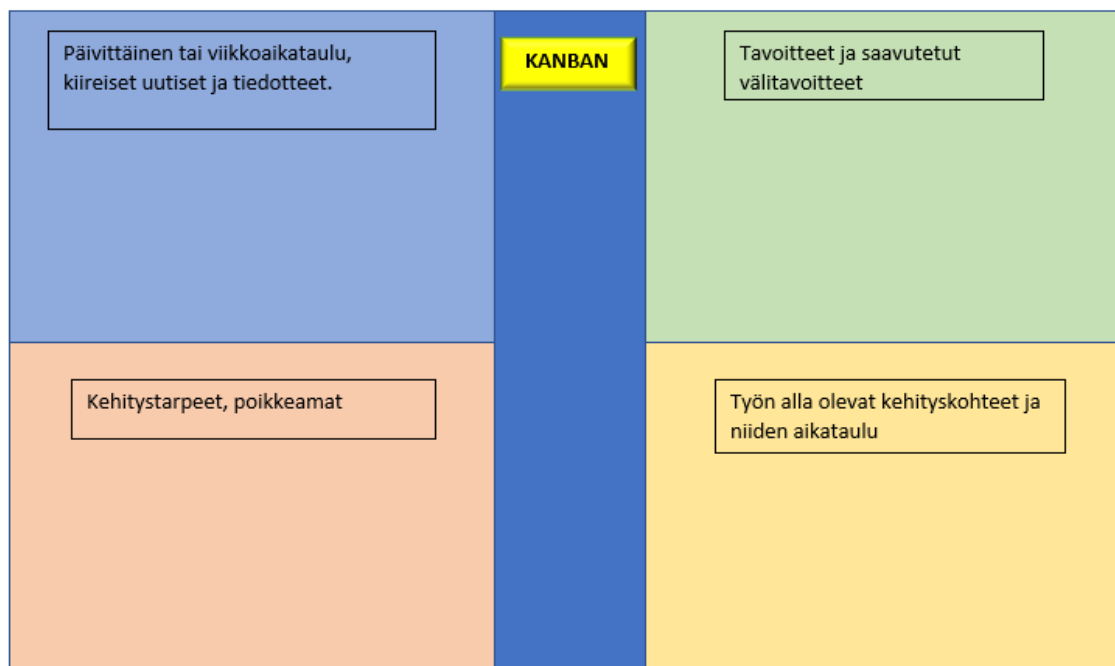 Päivittäinen tai viikkoaikataulu,
kiireiset uutiset ja tiedotteet.
KANBAN
Tavoitteet ja saavutetut
välitavoitteet
Kehitystarpeet, poikkeamat
Työn alla olevat kehityskohteet ja
niiden aikataulu